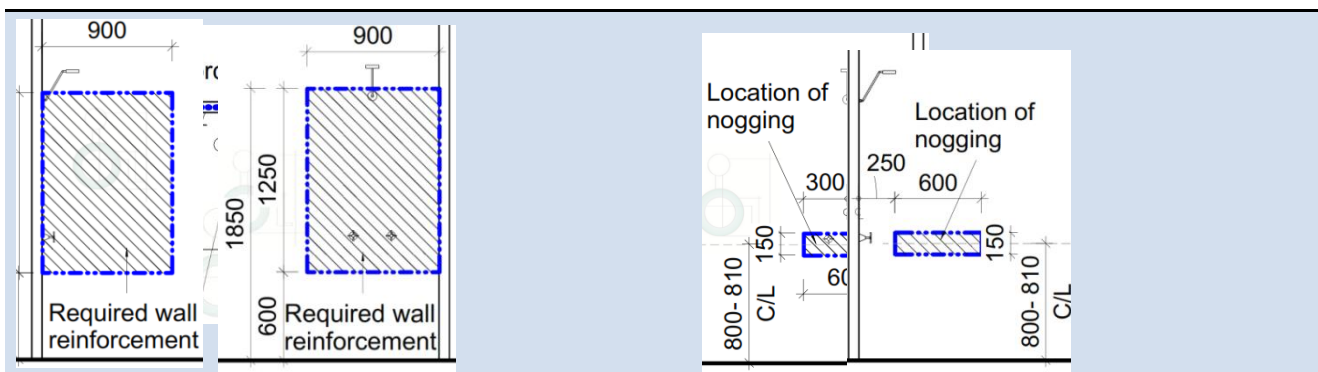 900
900
1850
1250
600
Required wall
reinforcement
Required wall
reinforcement
Location of
nogging
300
150
800- 810
C/L
Location of
nogging
250
600
150
800- 810
C/L